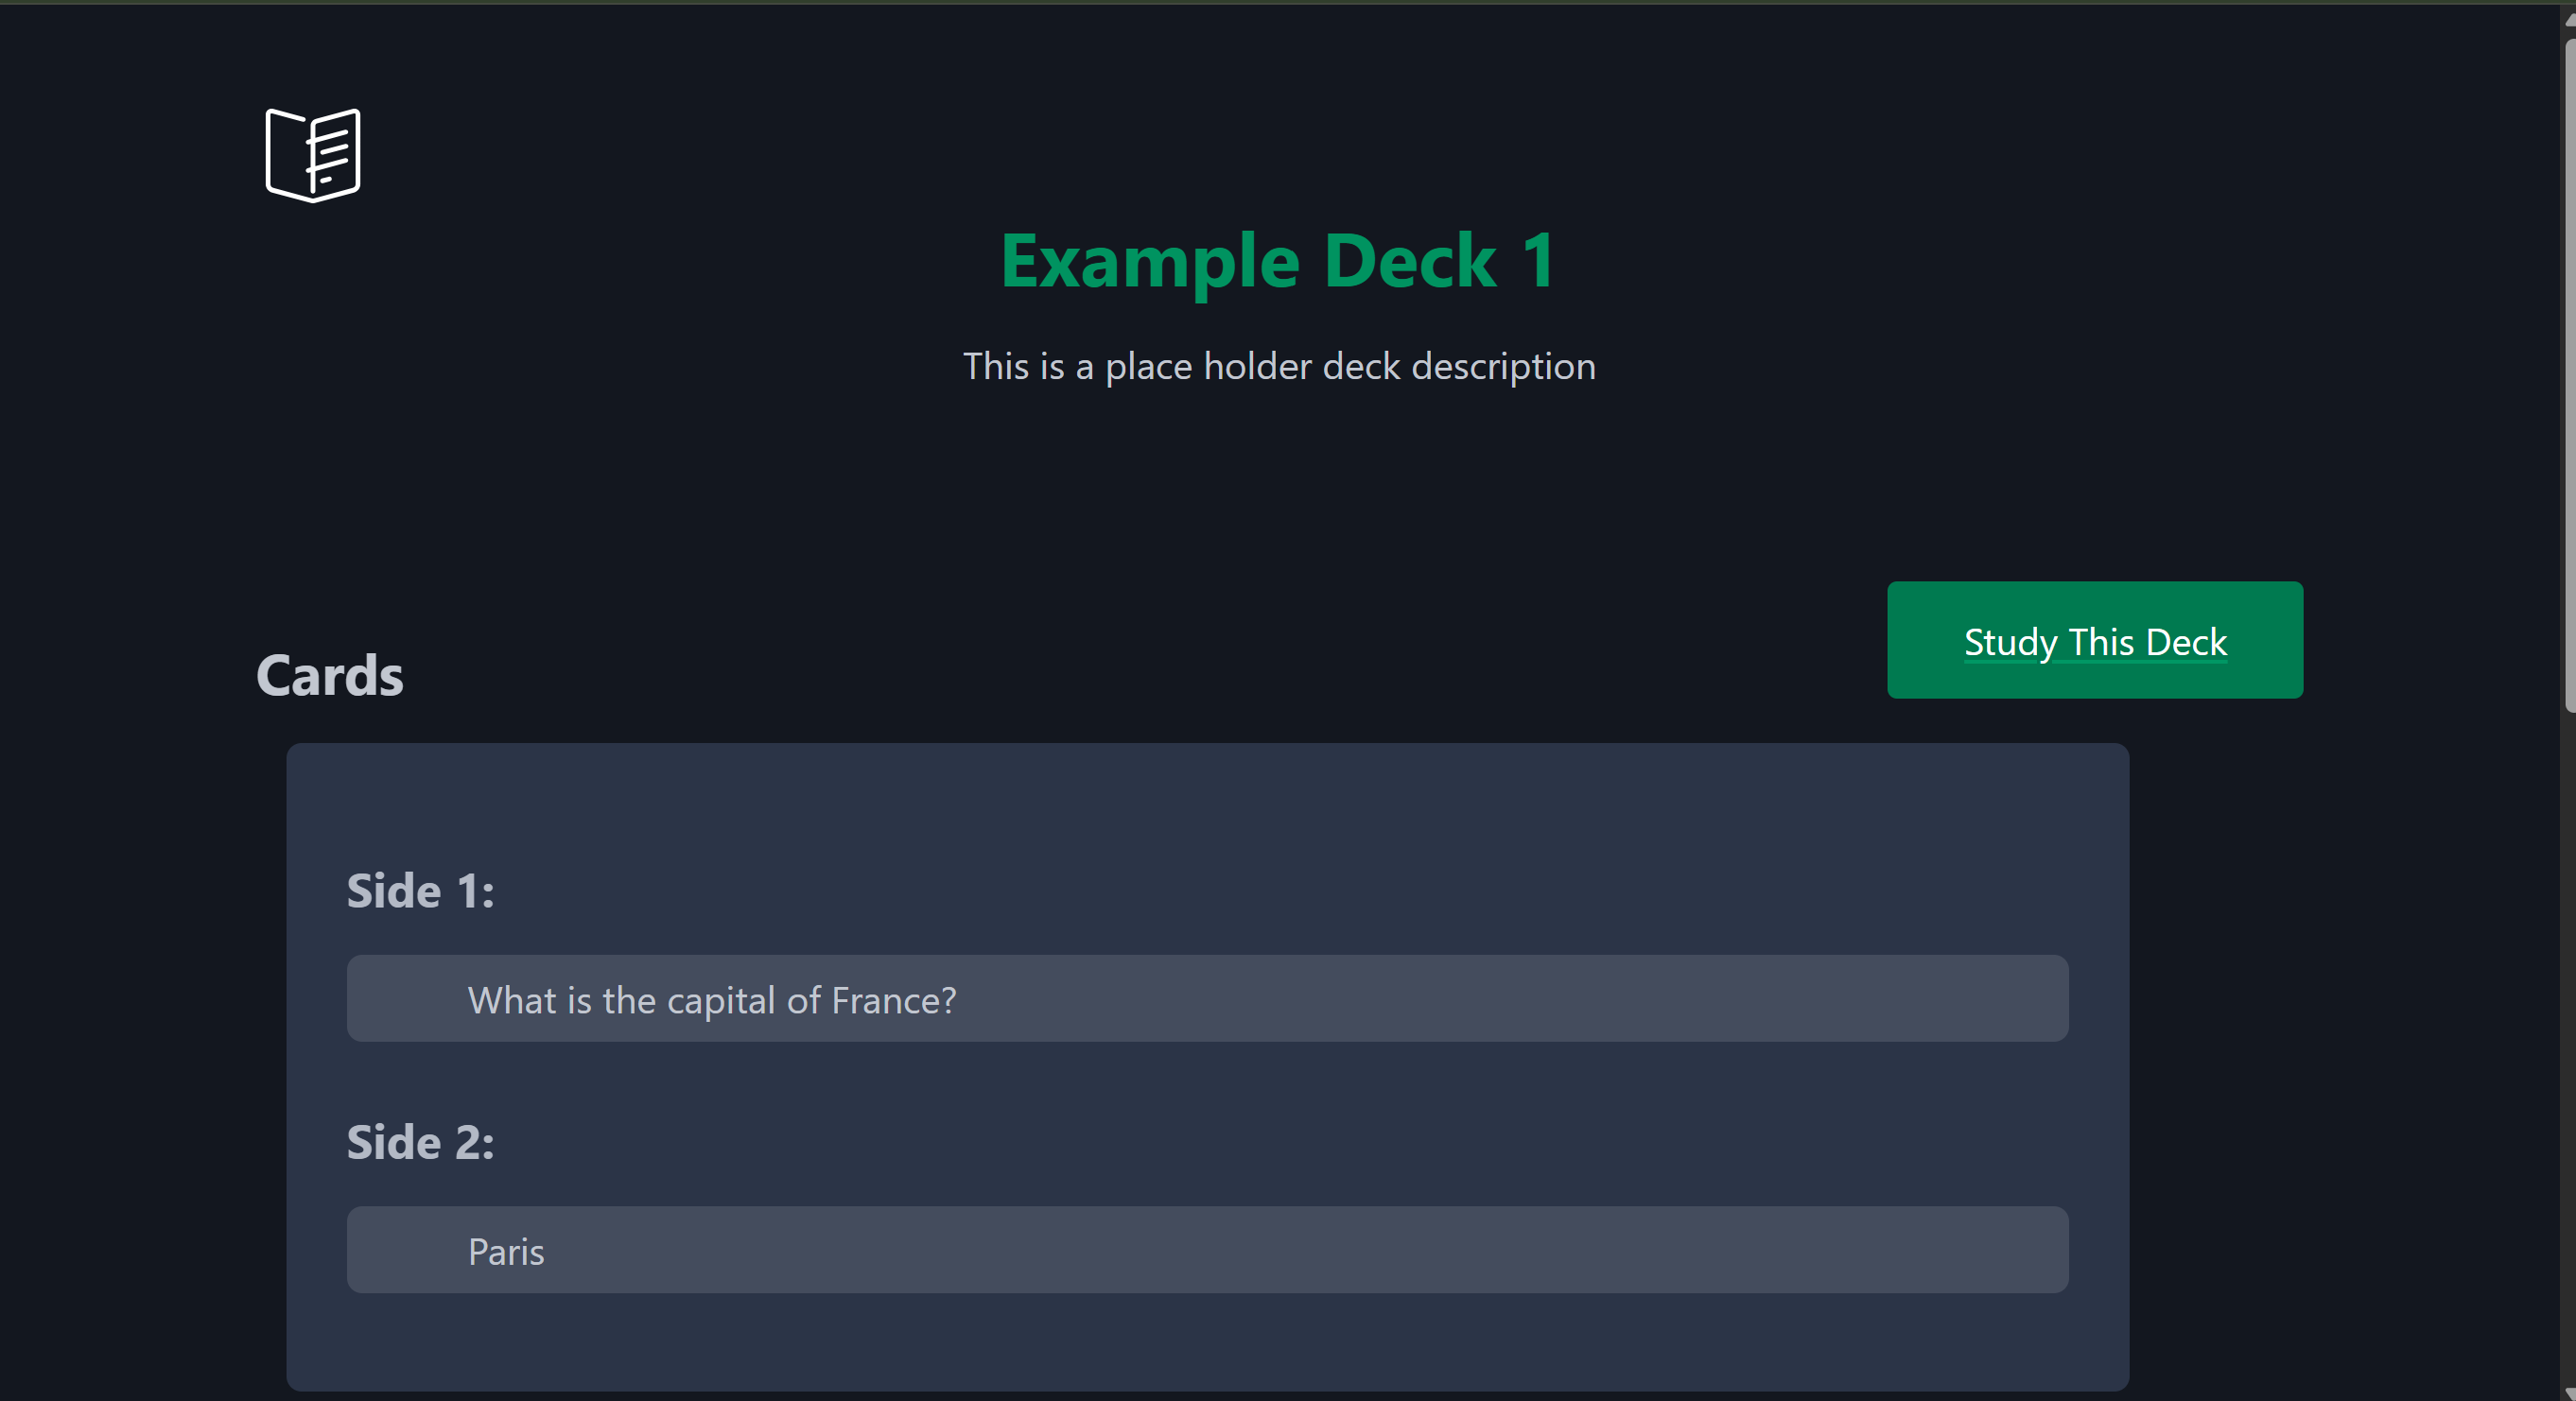 Example Deck 1
This is a place holder deck description
Study This Deck
Cards
Side 1:
What is the capital of France?
Side 2:
Paris